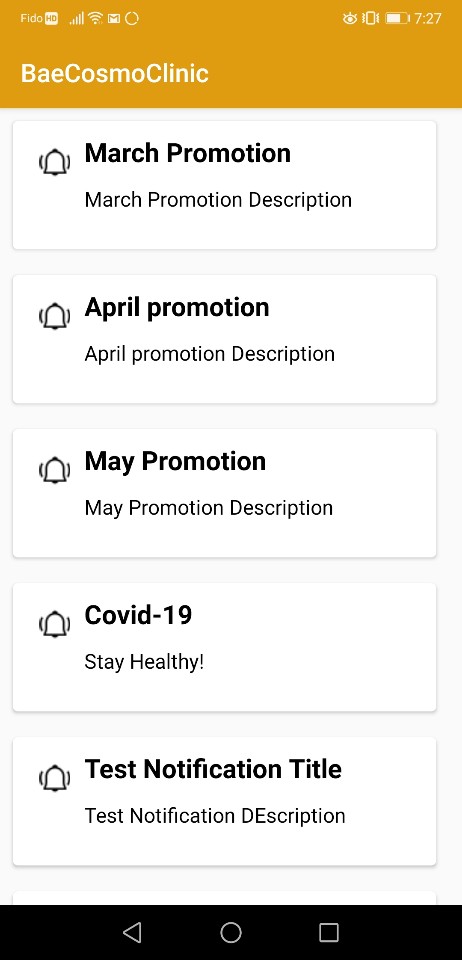 Fido HD 7:27
BaeCosmoClinic
March Promotion
March Promotion Description
April promotion
April promotion Description
May Promotion
May Promotion Description
Covid-19
Stay Healthy!
Test Notification Title
Test Notification DEscription